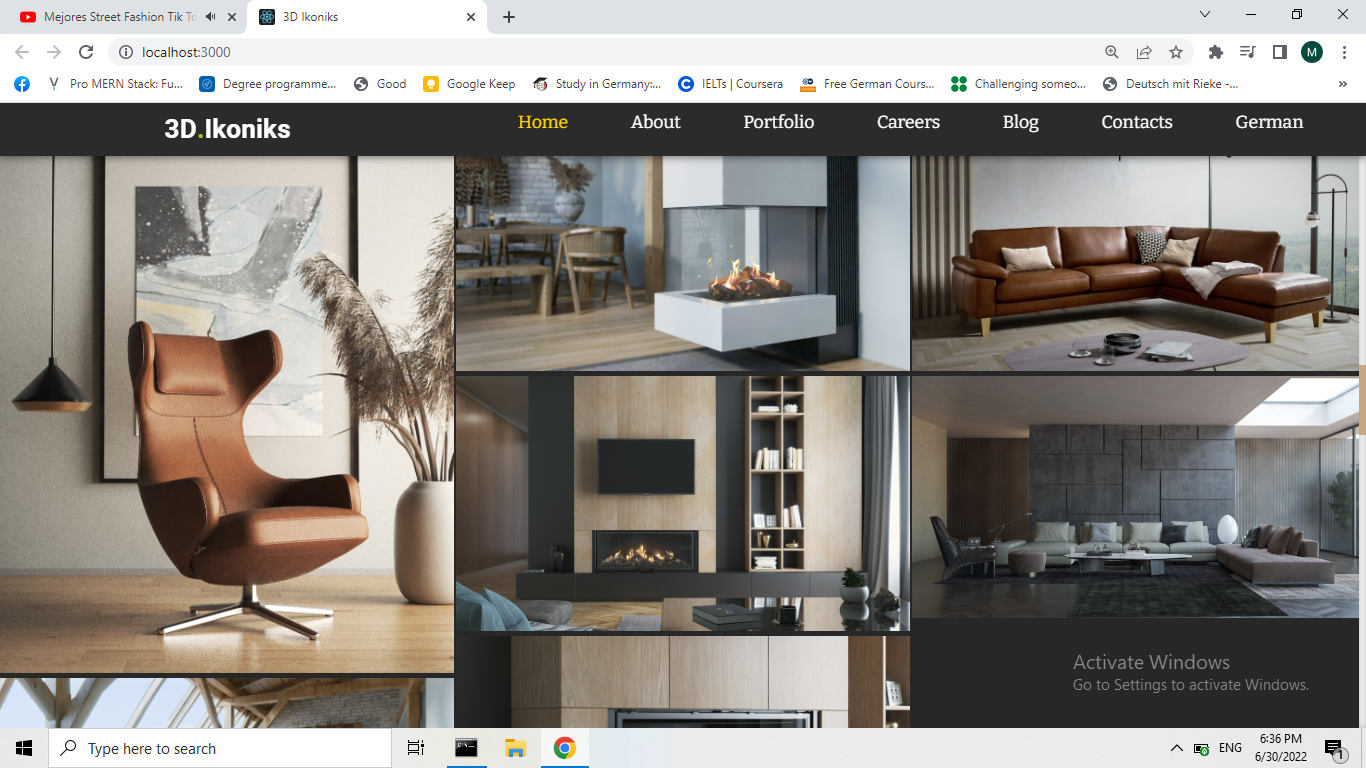 Mejores Street Fashion Tik To
3D Ikoniks
localhost:3000
M
Pro MERN Stack: Fu...
Degree programme...
Good
Google Keep
Study in Germany:...
IELTs | Coursera
Free German Cours...
Challenging someo...
Deutsch mit Rieke -...
»
3D.Ikoniks
Home
About
Portfolio
Careers
Blog
Contacts
German
Activate Windows
Go to Settings to activate Windows.
Type here to search
ENG
6:36 PM
6/30/2022
1